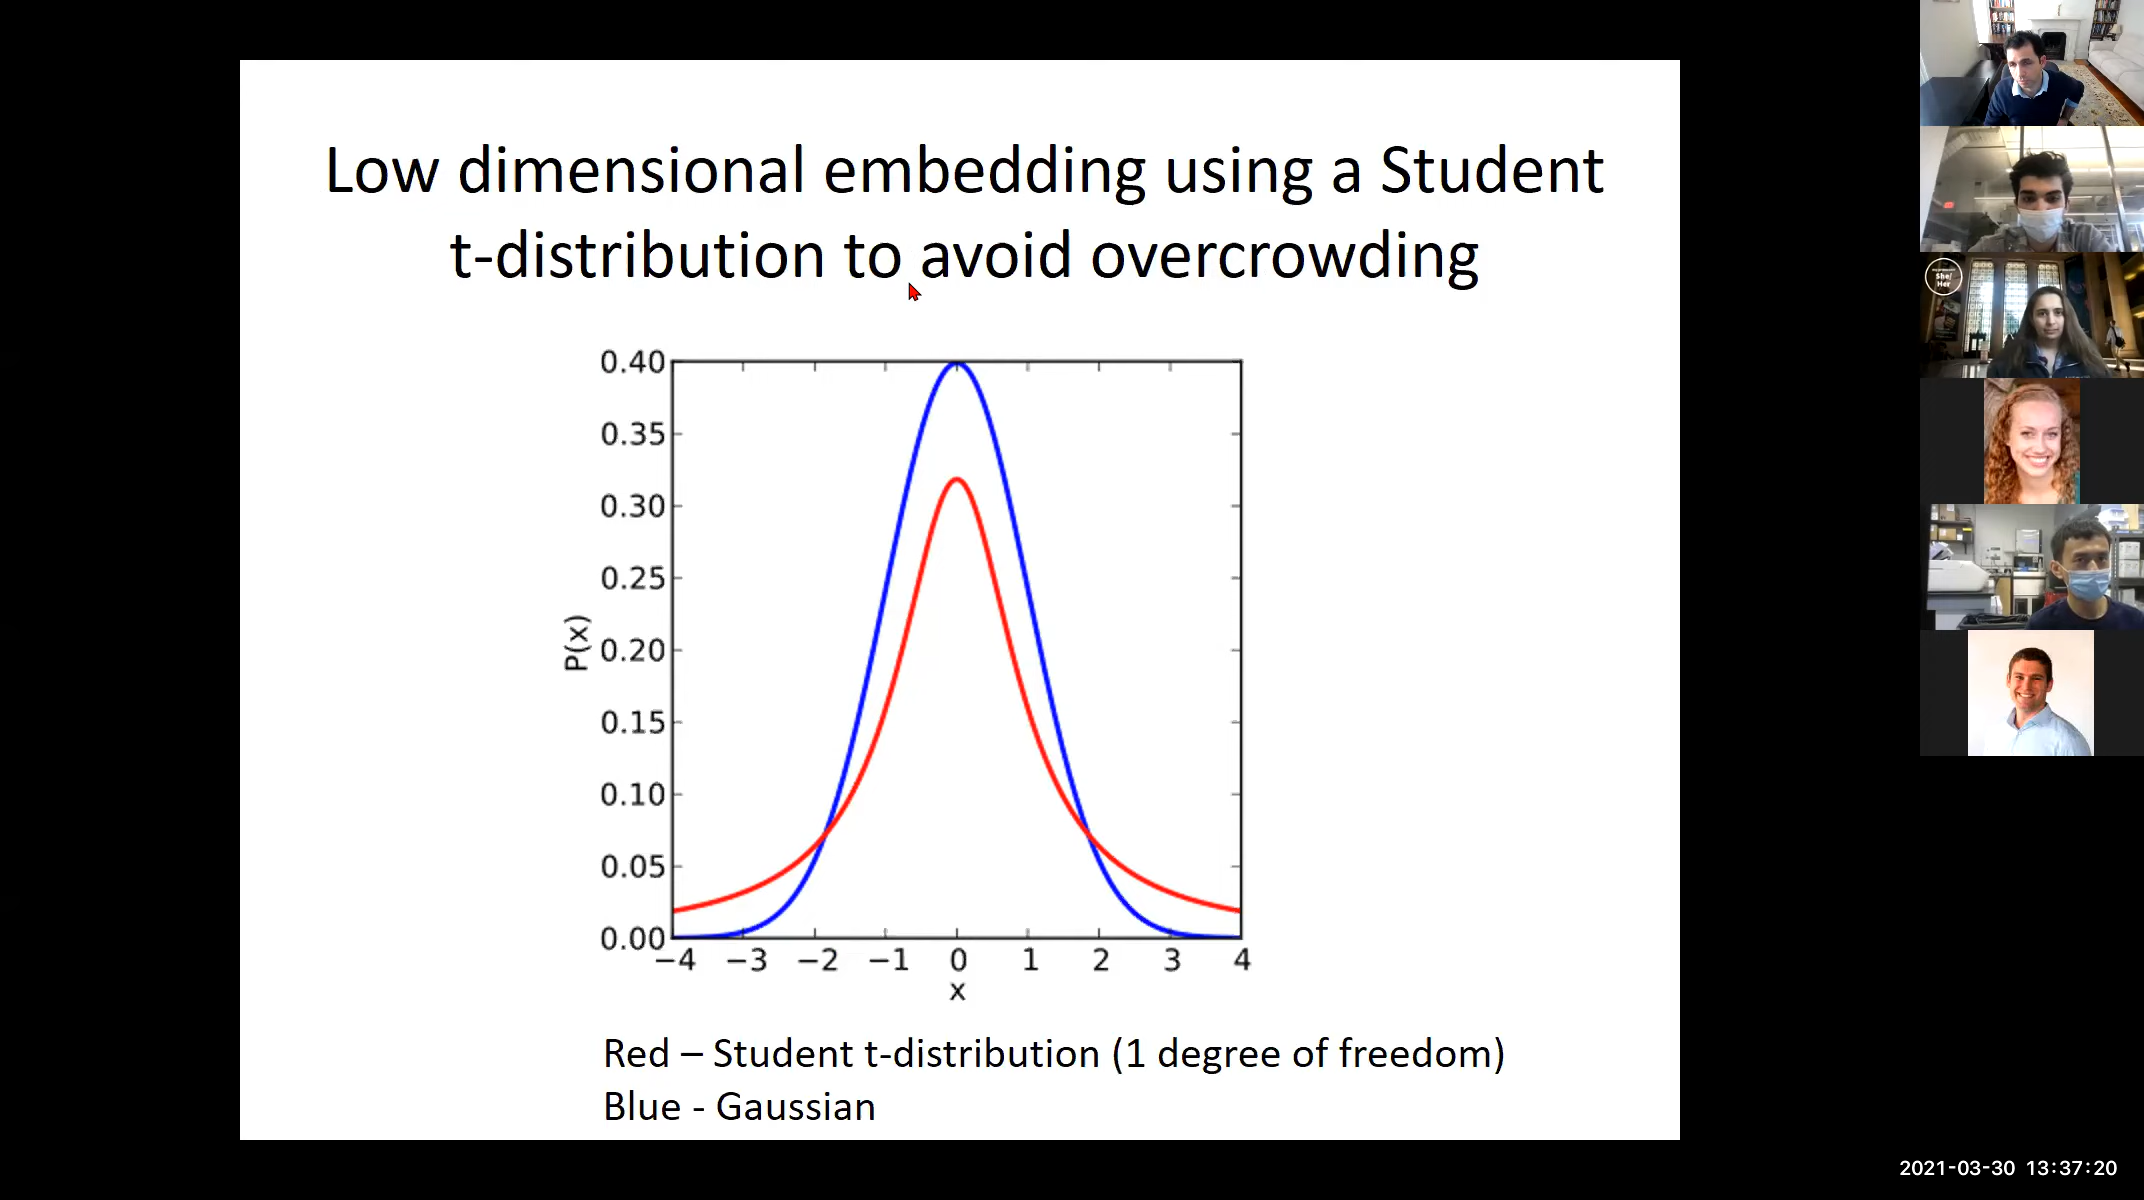 Low dimensional embedding using a Student
t-distribution to avoid overcrowding
0.40
0.35
0.30
0.25
0.20
0.15
0.10
0.05
0.00
P(x)
−4 −3 −2 −1 0 1 2 3 4
x
Red – Student t-distribution (1 degree of freedom)
Blue - Gaussian
She/
Her
2021-03-30 13:37:20